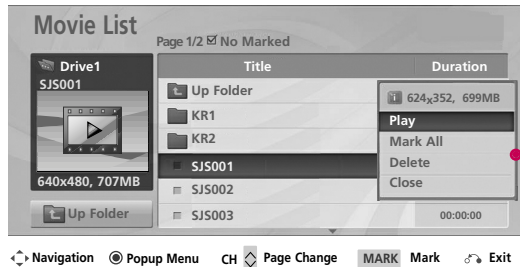 Movie List
Page 1/2 No Marked
Drive1
Title
Duration
SJS001
Up Folder
624x352, 699MB
KR1
Play
KR2
Mark All
SJS001
Delete
640x480, 707MB
SJS002
Close
Up Folder
SJS003
00:00:00
Navigation Popup Menu CH Page Change MARK Mark Exit